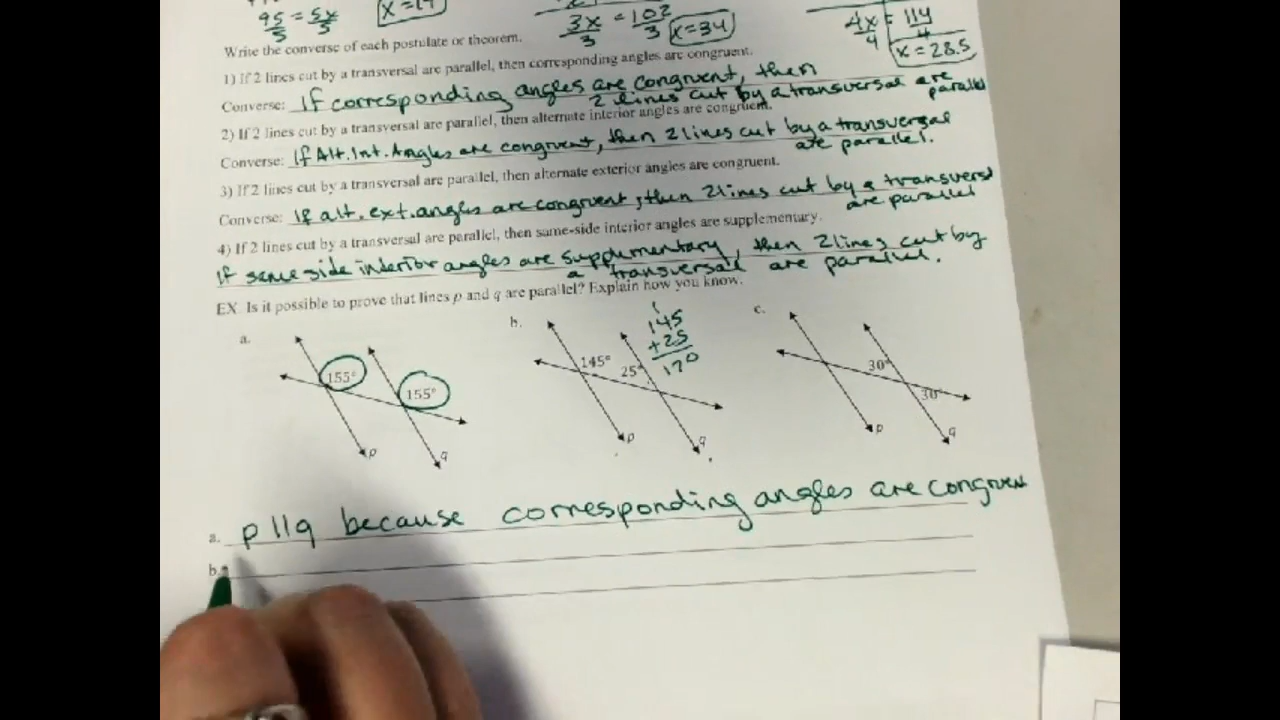 95 = 5x
5 5
x=19
3x = 102
3 3
x=34
4x = 114
4 4
x=28.5
Write the converse of each postulate or theorem.
1) If 2 lines cut by a transversal are parallel, then corresponding angles are congruent.
Converse: If corresponding angles are congruent, then
2 lines cut by a transversal are
parallel
2) If 2 lines cut by a transversal are parallel, then alternate interior angles are congruent.
Converse: If Alt. Int. Angles are congruent, then 2 lines cut by a transversal
are parallel.
3) If 2 lines cut by a transversal are parallel, then alternate exterior angles are congruent.
Converse: If alt. ext. angles are congruent, then 2 lines cut by a transversal
are parallel
4) If 2 lines cut by a transversal are parallel, then same-side interior angles are supplementary.
If same side interior angles are supplumentary, then 2 lines cut by
a transversal are parallel.
EX. Is it possible to prove that lines p and q are parallel? Explain how you know.
a.
155°
155°
p
q
b.
145°
25°
p
q
1
145
+25
170
c.
30°
30°
p
q
a. p||q because corresponding angles are congruent
b.